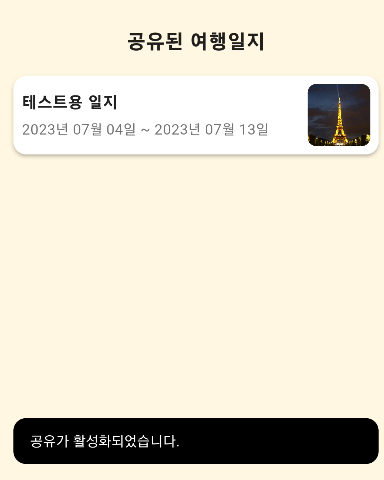 공유된 여행일지
테스트용 일지
2023년 07월 04일 ~ 2023년 07월 13일
공유가 활성화되었습니다.